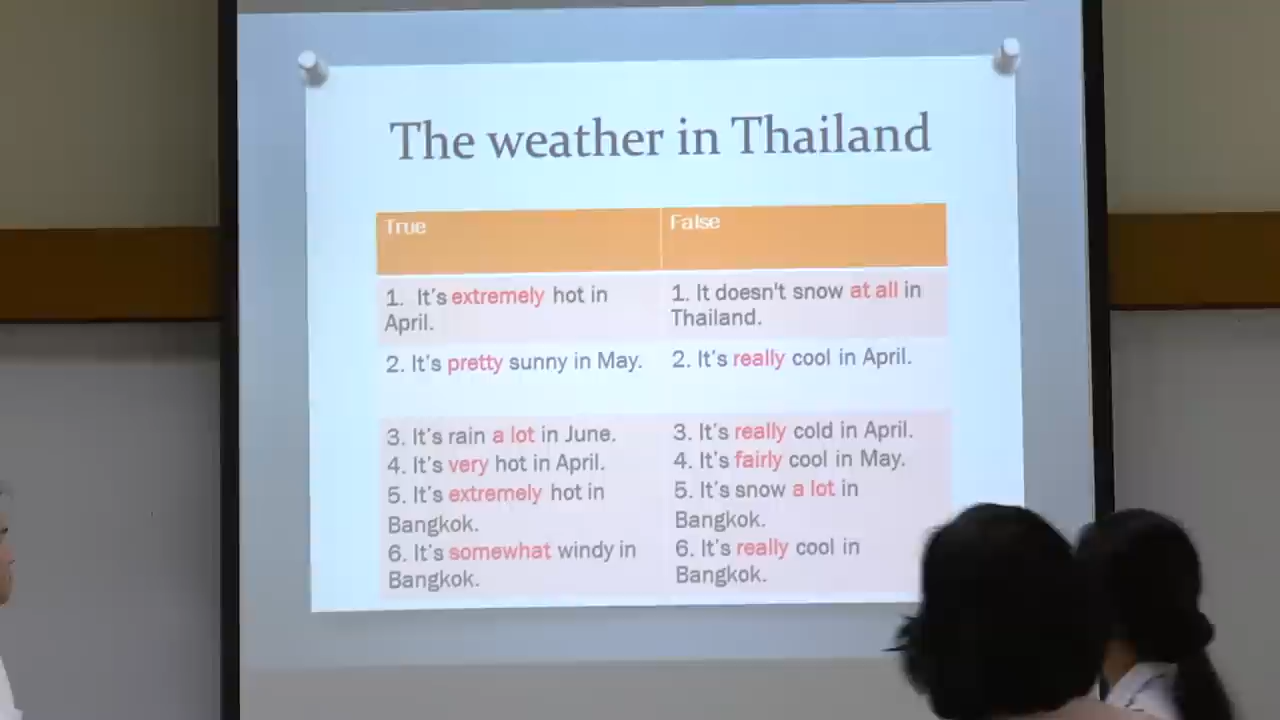 The weather in Thailand
True
False
1. It's extremely hot in
April.
1. It doesn't snow at all in
Thailand.
2. It's pretty sunny in May.
2. It's really cool in April.
3. It's rain a lot in June.
4. It's very hot in April.
5. It's extremely hot in
Bangkok.
6. It's somewhat windy in
Bangkok.
3. It's really cold in April.
4. It's fairly cool in May.
5. It's snow a lot in
Bangkok.
6. It's really cool in
Bangkok.